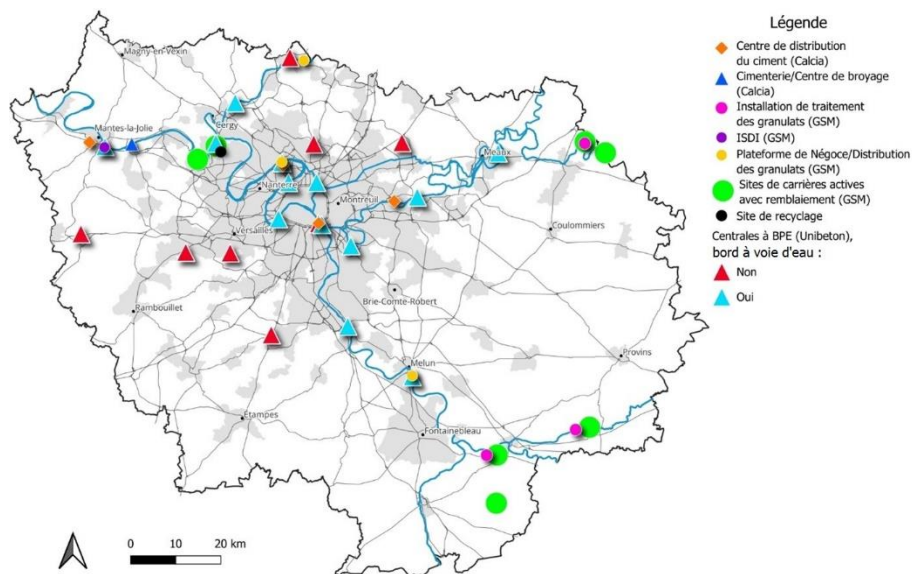 Légende
Centre de distribution
du ciment (Calcia)
Cimenterie/Centre de broyage
(Calcia)
Installation de traitement
des granulats (GSM)
ISDI (GSM)
Plateforme de Négoce/Distribution
des granulats (GSM)
Sites de carrières actives
avec remblaiement (GSM)
Site de recyclage
Centrales à BPE (Unibeton),
bord à voie d'eau :
Non
Oui
Magny-en-Vexin
Mantes-la-Jolie
Cergy
Meaux
Nanterre
Montreuil
Versailles
Coulommiers
Rambouillet
Brie-Comte-Robert
Provins
Melun
Étampes
Fontainebleau
0 10 20 km